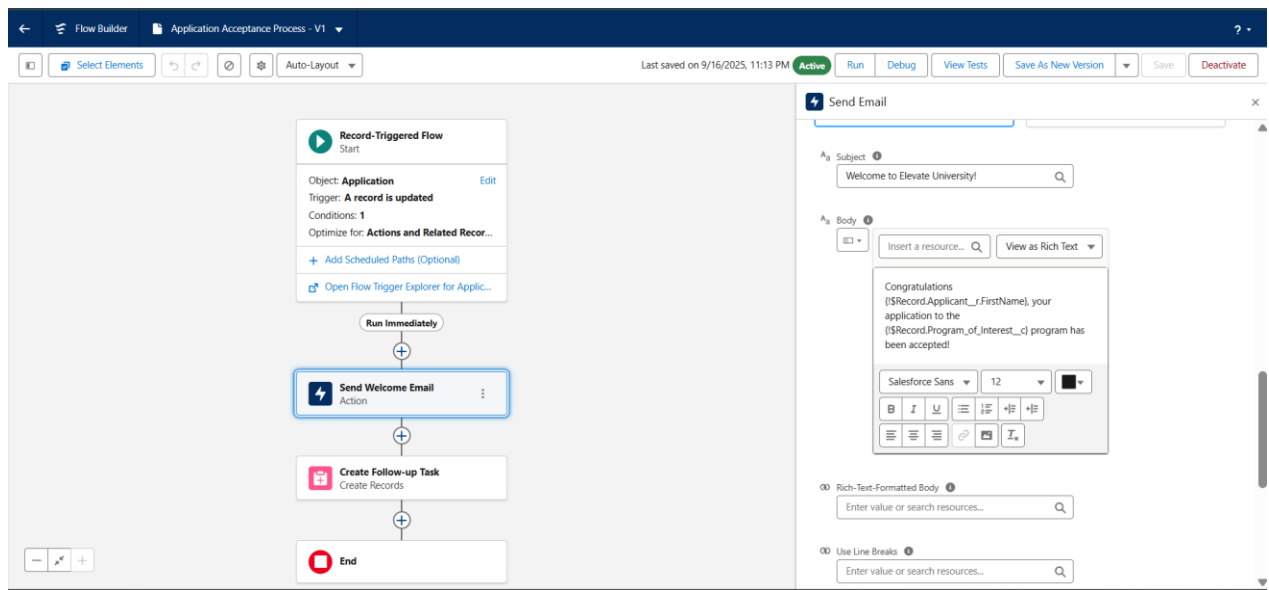 Flow Builder
Application Acceptance Process - V1
?
Select Elements
Auto-Layout
Last saved on 9/16/2025, 11:13 PM
Active
Run
Debug
View Tests
Save As New Version
Save
Deactivate
Record-Triggered Flow
Start
Object: Application
Edit
Trigger: A record is updated
Conditions: 1
Optimize for: Actions and Related Recor...
+ Add Scheduled Paths (Optional)
Open Flow Trigger Explorer for Applic...
Run Immediately
Send Welcome Email
Action
Create Follow-up Task
Create Records
End
Send Email
Aa Subject
Welcome to Elevate University!
Aa Body
Insert a resource...
View as Rich Text
Congratulations
{!$Record.Applicant__r.FirstName}, your
application to the
{!$Record.Program_of_Interest__c} program has
been accepted!
Salesforce Sans
12
B I U
Rich-Text-Formatted Body
Enter value or search resources...
Use Line Breaks
Enter value or search resources...